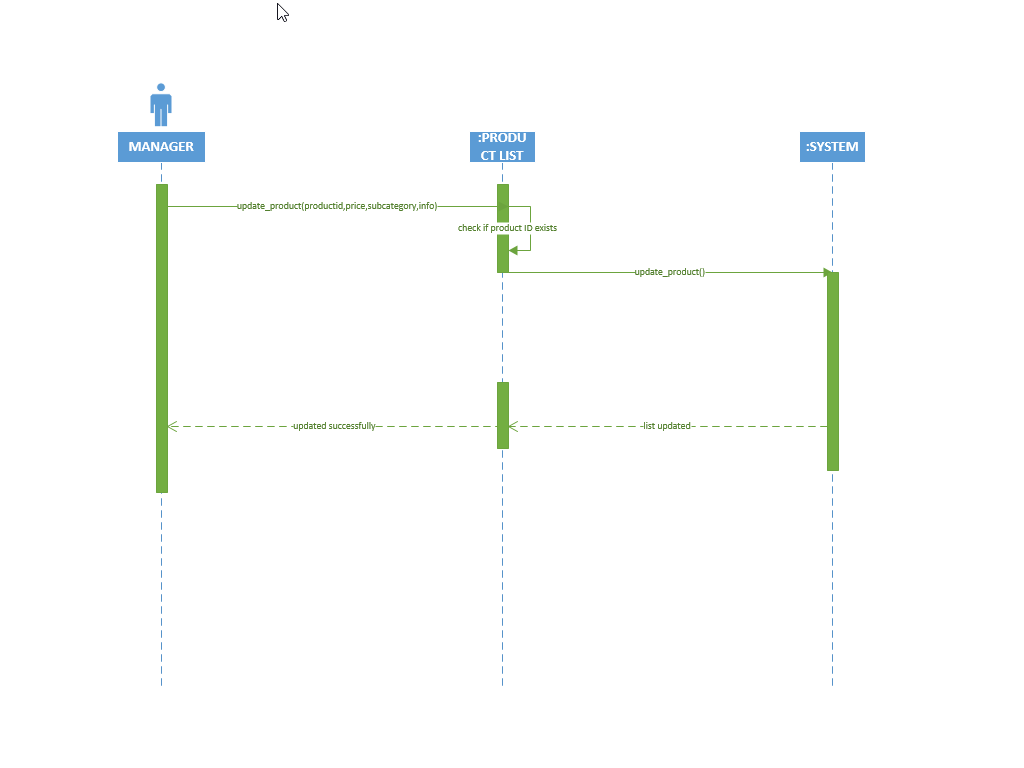 MANAGER
:PRODU
CT LIST
:SYSTEM
update_product(productid,price,subcategory,info)
check if product ID exists
update_product()
updated successfully
list updated